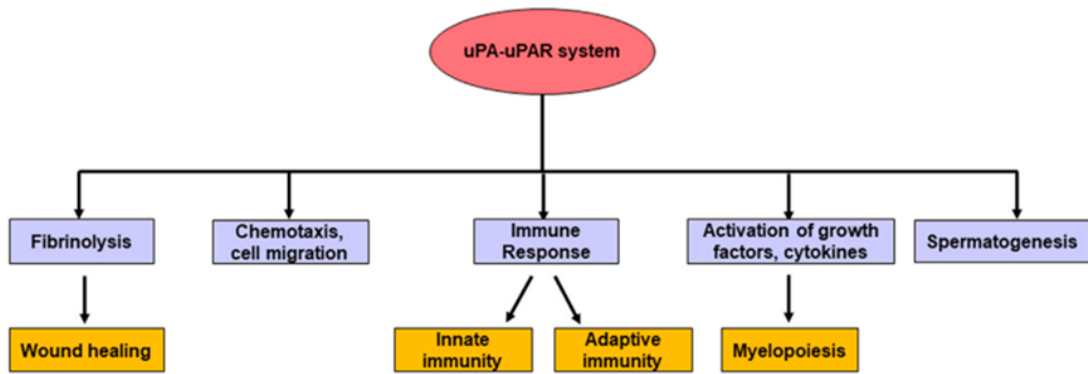 uPA-uPAR system
Fibrinolysis
Chemotaxis,
cell migration
Immune
Response
Activation of growth
factors, cytokines
Spermatogenesis
Wound healing
Innate
immunity
Adaptive
immunity
Myelopoiesis